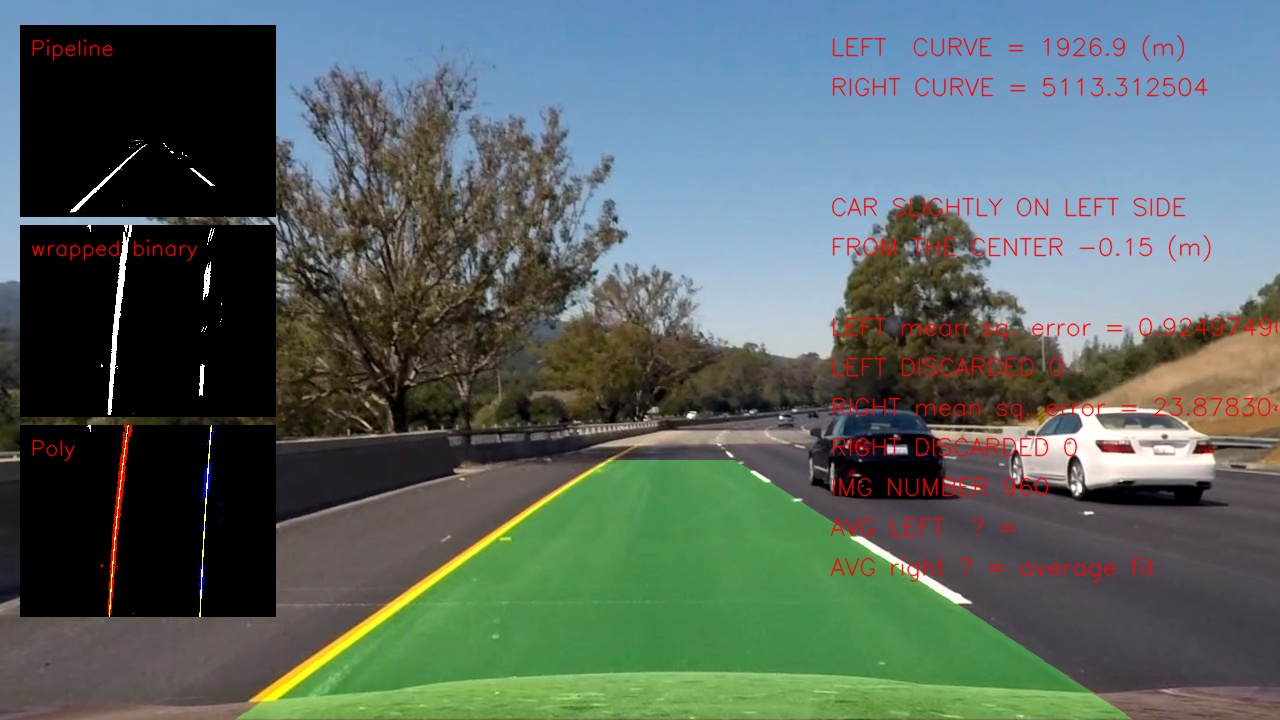 Pipeline
wrapped binary
Poly
LEFT CURVE = 1926.9 (m)
RIGHT CURVE = 5113.312504
CAR SLIGHTLY ON LEFT SIDE
FROM THE CENTER -0.15 (m)
LEFT mean sq. error = 0.9249749
LEFT DISCARDED 0
RIGHT mean sq. error = 23.87830
RIGHT DISCARDED 0
IMG NUMBER 960
AVG LEFT ? =
AVG right ? = average fit